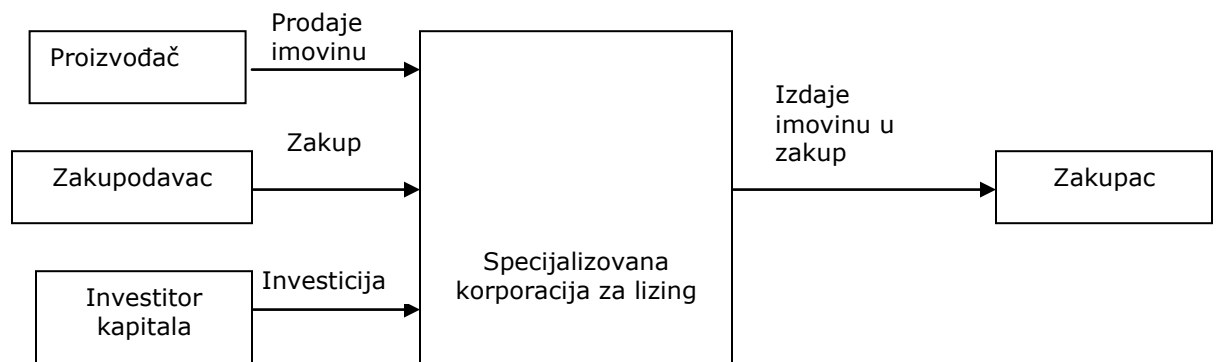 Prodaje
imovinu
Proizvođač
Zakup
Zakupodavac
Investicija
Investitor
kapitala
Specijalizovana
korporacija za lizing
Izdaje
imovinu u
zakup
Zakupac